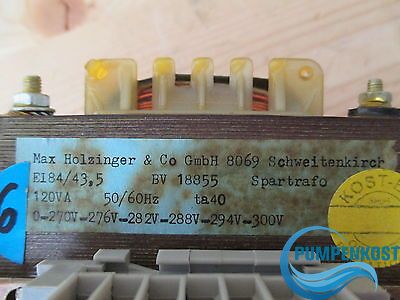 Max Holzinger & Co GmbH 8069 Schweitenkirch
EI84/43,5 BV 18855 Spartrafo
120VA 50/60Hz ta40
0-270V-276V-282V-288V-294V-300V
6
KOST-
PUMPENKOST